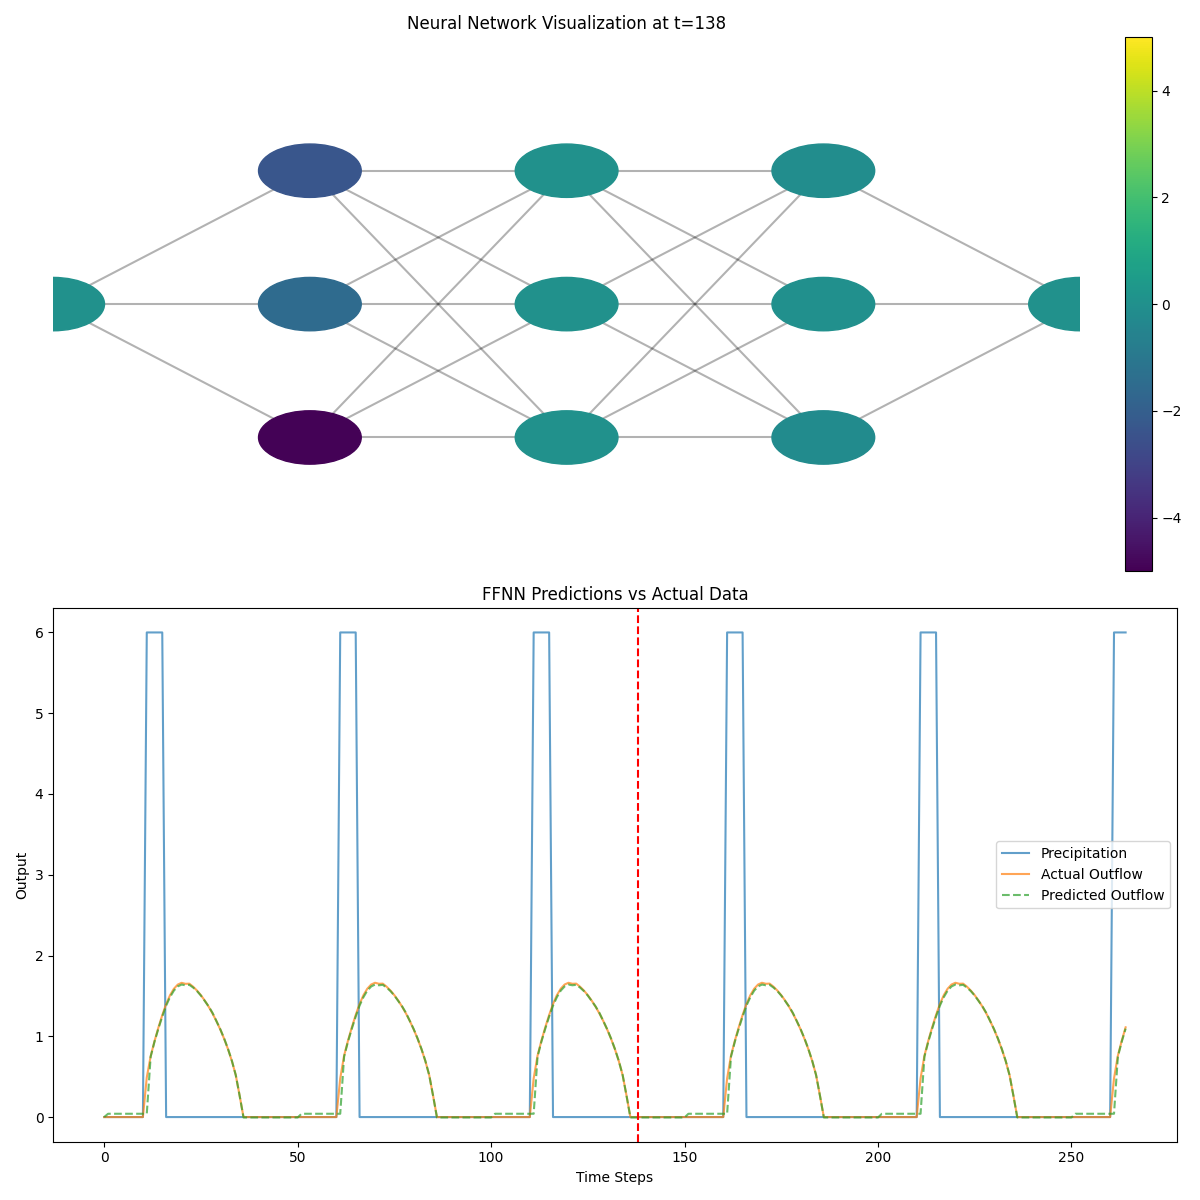 Neural Network Visualization at t=138
4
2
0
−2
−4
FFNN Predictions vs Actual Data
6
5
4
3
2
1
0
Output
Precipitation
Actual Outflow
Predicted Outflow
0 50 100 150 200 250
Time Steps